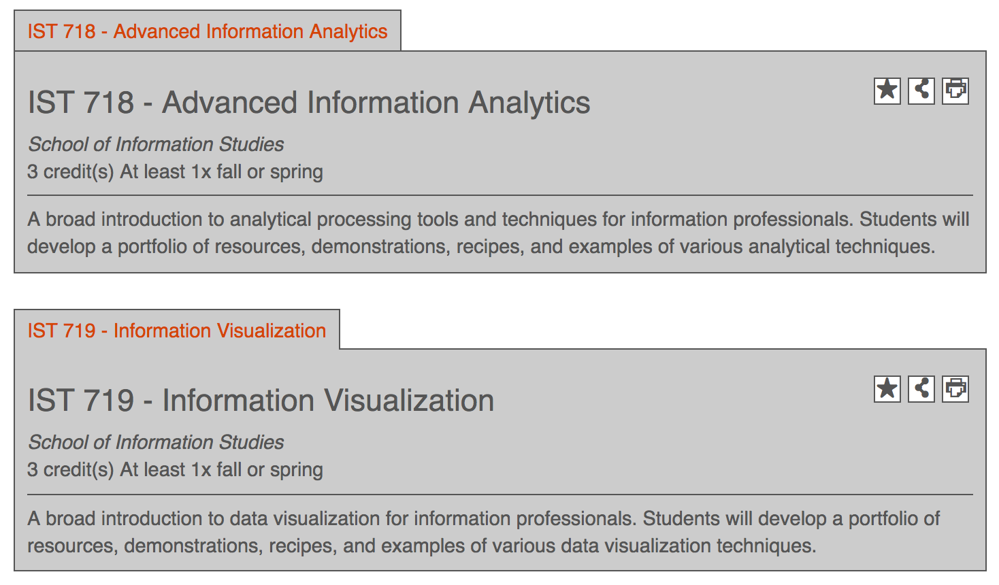 IST 718 - Advanced Information Analytics
IST 718 - Advanced Information Analytics
School of Information Studies
3 credit(s) At least 1x fall or spring
A broad introduction to analytical processing tools and techniques for information professionals. Students will
develop a portfolio of resources, demonstrations, recipes, and examples of various analytical techniques.
IST 719 - Information Visualization
IST 719 - Information Visualization
School of Information Studies
3 credit(s) At least 1x fall or spring
A broad introduction to data visualization for information professionals. Students will develop a portfolio of
resources, demonstrations, recipes, and examples of various data visualization techniques.